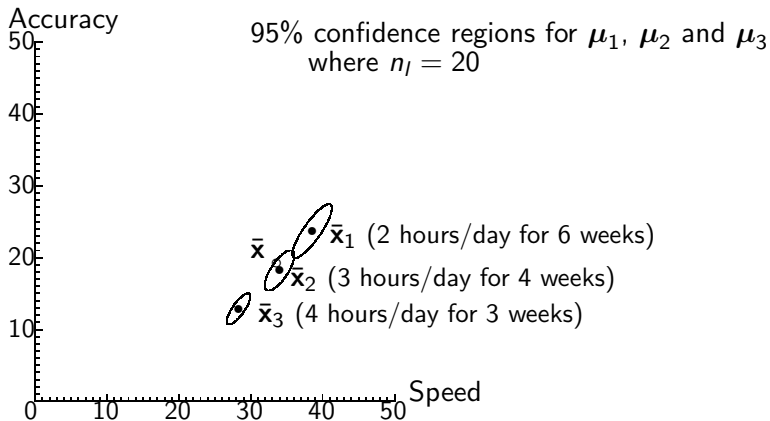 Accuracy
95% confidence regions for μ₁, μ₂ and μ₃
where n_l = 20
50
40
30
20
10
x̄₁ (2 hours/day for 6 weeks)
x̄
x̄₂ (3 hours/day for 4 weeks)
x̄₃ (4 hours/day for 3 weeks)
Speed
0 10 20 30 40 50